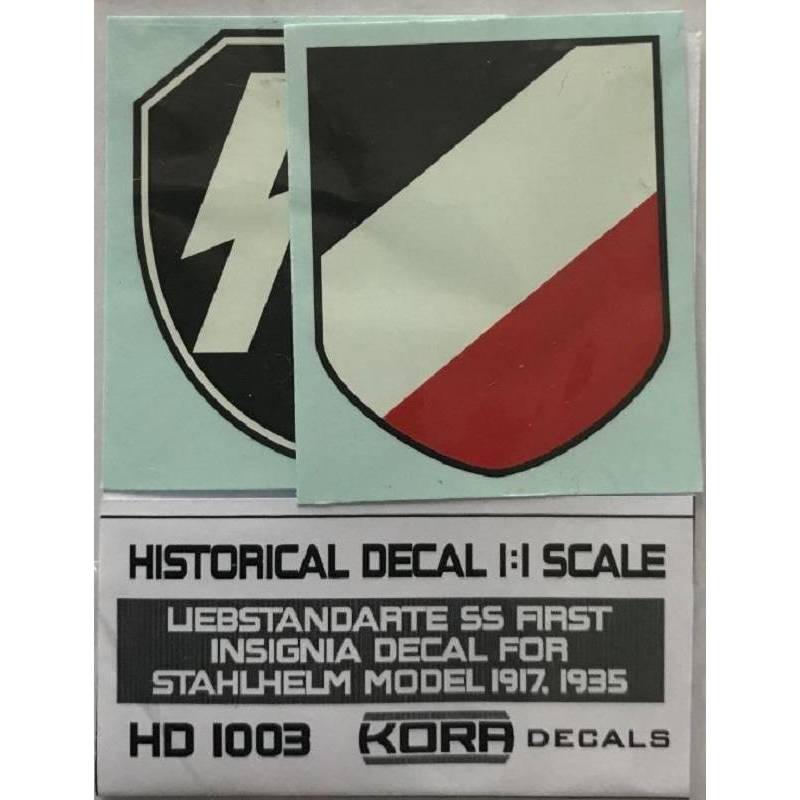 HISTORICAL DECAL 1:1 SCALE
LIEBSTANDARTE SS FIRST
INSIGNIA DECAL FOR
STAHLHELM MODEL 1917, 1935
HD 1003 KORA DECALS